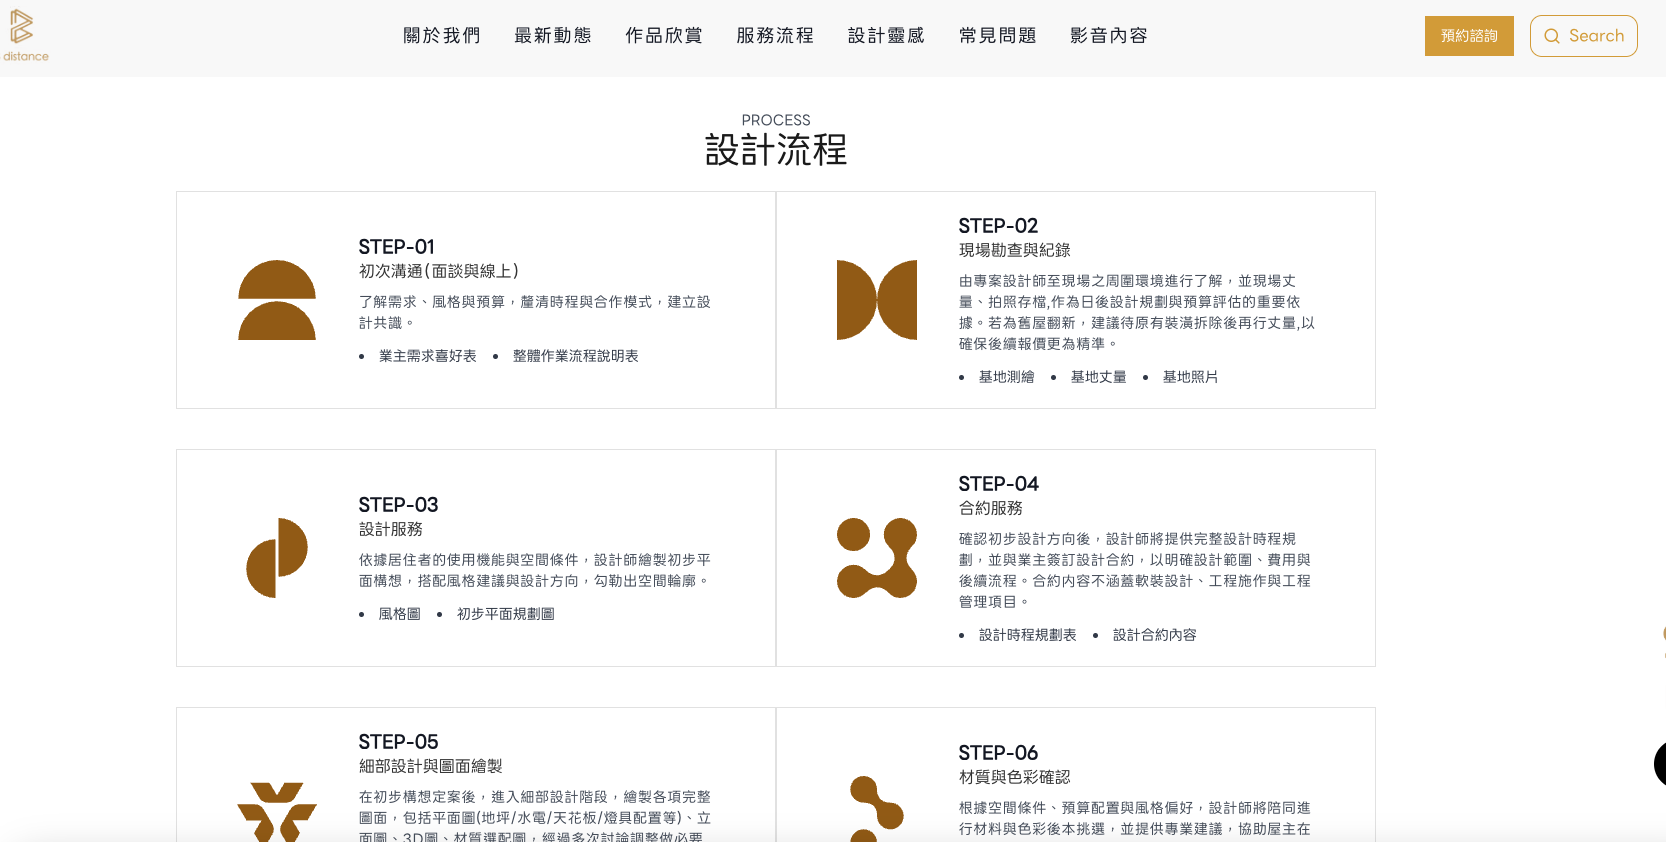 distance
關於我們 最新動態 作品欣賞 服務流程 設計靈感 常見問題 影音內容
預約諮詢 Search
PROCESS
設計流程
STEP-01
初次溝通(面談與線上)
了解需求、風格與預算，釐清時程與合作模式，建立設
計共識。
• 業主需求喜好表 • 整體作業流程說明表
STEP-02
現場勘查與紀錄
由專案設計師至現場之周圍環境進行了解，並現場丈
量、拍照存檔,作為日後設計規劃與預算評估的重要依
據。若為舊屋翻新，建議待原有裝潢拆除後再行丈量,以
確保後續報價更為精準。
• 基地測繪 • 基地丈量 • 基地照片
STEP-03
設計服務
依據居住者的使用機能與空間條件，設計師繪製初步平
面構想，搭配風格建議與設計方向，勾勒出空間輪廓。
• 風格圖 • 初步平面規劃圖
STEP-04
合約服務
確認初步設計方向後，設計師將提供完整設計時程規
劃，並與業主簽訂設計合約，以明確設計範圍、費用與
後續流程。合約內容不涵蓋軟裝設計、工程施作與工程
管理項目。
• 設計時程規劃表 • 設計合約內容
STEP-05
細部設計與圖面繪製
在初步構想定案後，進入細部設計階段，繪製各項完整
圖面，包括平面圖(地坪/水電/天花板/燈具配置等)、立
面圖、3D圖、材質選配圖，經過多次討論調整做必要
STEP-06
材質與色彩確認
根據空間條件、預算配置與風格偏好，設計師將陪同進
行材料與色彩後本挑選，並提供專業建議，協助屋主在